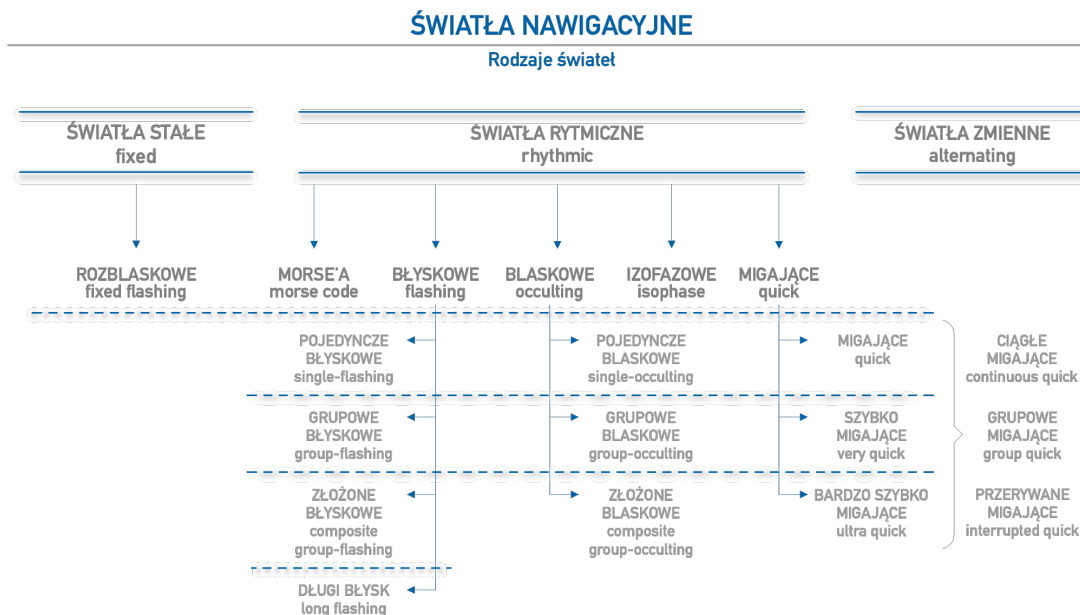 ŚWIATŁA NAWIGACYJNE
Rodzaje świateł
ŚWIATŁA STAŁE
fixed
ŚWIATŁA RYTMICZNE
rhythmic
ŚWIATŁA ZMIENNE
alternating
ROZBLASKOWE
fixed flashing
MORSE'A
morse code
BŁYSKOWE
flashing
BLASKOWE
occulting
IZOFAZOWE
isophase
MIGAJĄCE
quick
POJEDYNCZE
BŁYSKOWE
single-flashing
POJEDYNCZE
BLASKOWE
single-occulting
MIGAJĄCE
quick
CIĄGŁE
MIGAJĄCE
continuous quick
GRUPOWE
BŁYSKOWE
group-flashing
GRUPOWE
BLASKOWE
group-occulting
SZYBKO
MIGAJĄCE
very quick
GRUPOWE
MIGAJĄCE
group quick
ZŁOŻONE
BŁYSKOWE
composite
group-flashing
ZŁOŻONE
BLASKOWE
composite
group-occulting
BARDZO SZYBKO
MIGAJĄCE
ultra quick
PRZERYWANE
MIGAJĄCE
interrupted quick
DŁUGI BŁYSK
long flashing